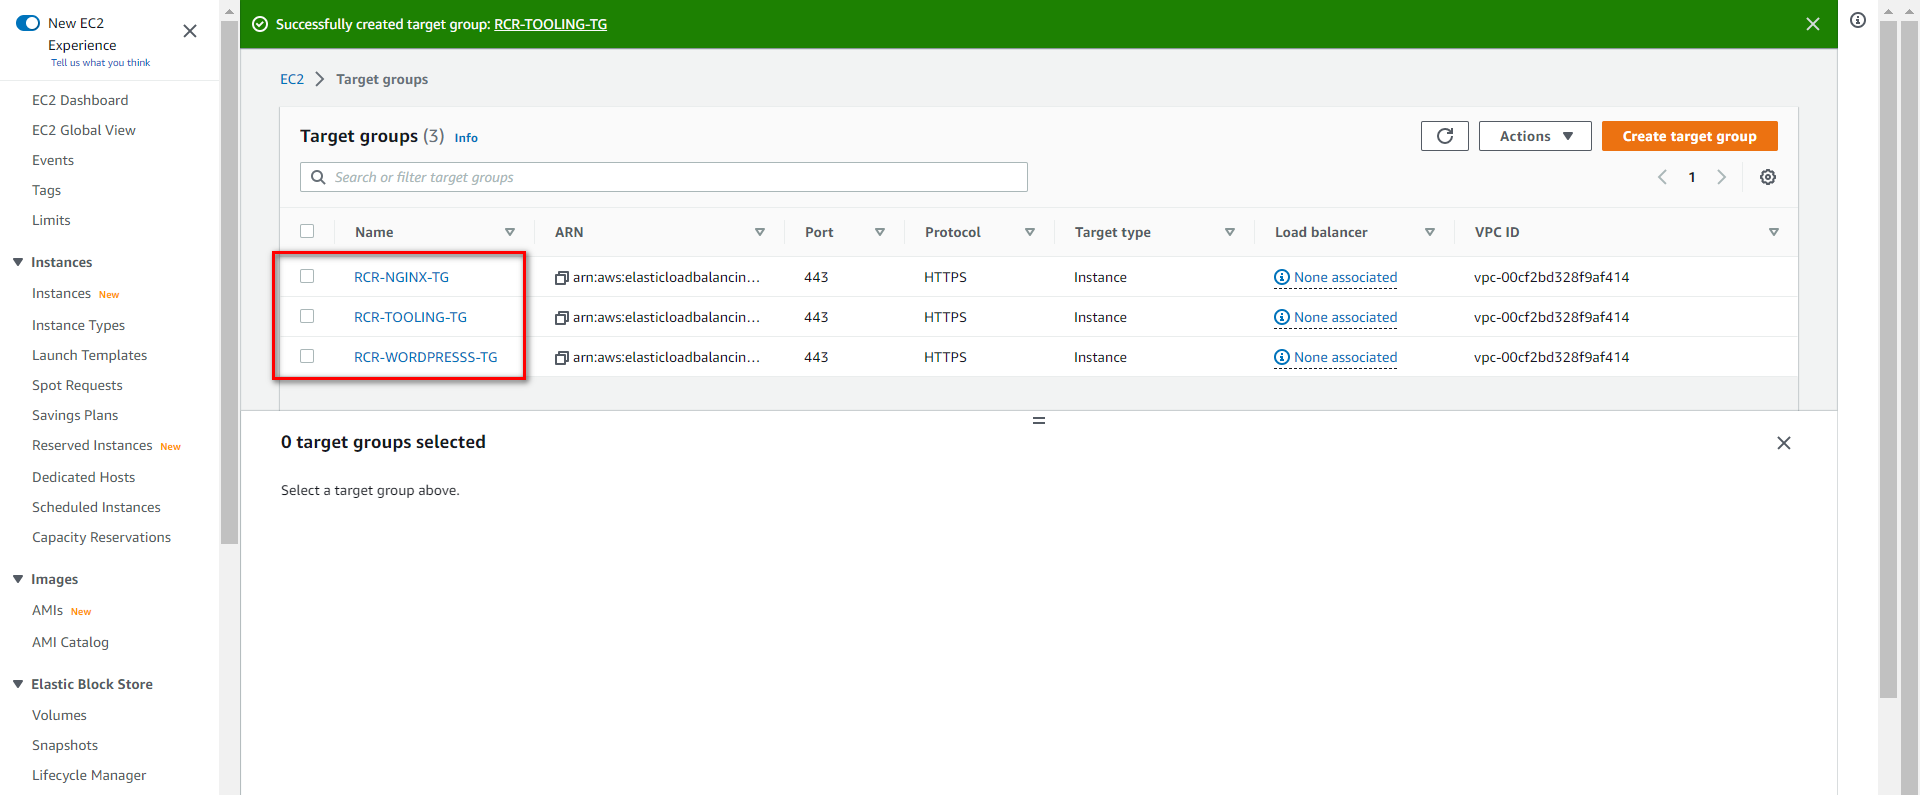 New EC2
Experience
Tell us what you think
EC2 Dashboard
EC2 Global View
Events
Tags
Limits
Instances
Instances New
Instance Types
Launch Templates
Spot Requests
Savings Plans
Reserved Instances New
Dedicated Hosts
Scheduled Instances
Capacity Reservations
Images
AMIs New
AMI Catalog
Elastic Block Store
Volumes
Snapshots
Lifecycle Manager
Successfully created target group: RCR-TOOLING-TG
EC2 Target groups
Target groups (3) Info
Actions
Create target group
Search or filter target groups
1
Name ARN Port Protocol Target type Load balancer VPC ID
RCR-NGINX-TG arn:aws:elasticloadbalancin... 443 HTTPS Instance None associated vpc-00cf2bd328f9af414
RCR-TOOLING-TG arn:aws:elasticloadbalancin... 443 HTTPS Instance None associated vpc-00cf2bd328f9af414
RCR-WORDPRESSS-TG arn:aws:elasticloadbalancin... 443 HTTPS Instance None associated vpc-00cf2bd328f9af414
0 target groups selected
Select a target group above.